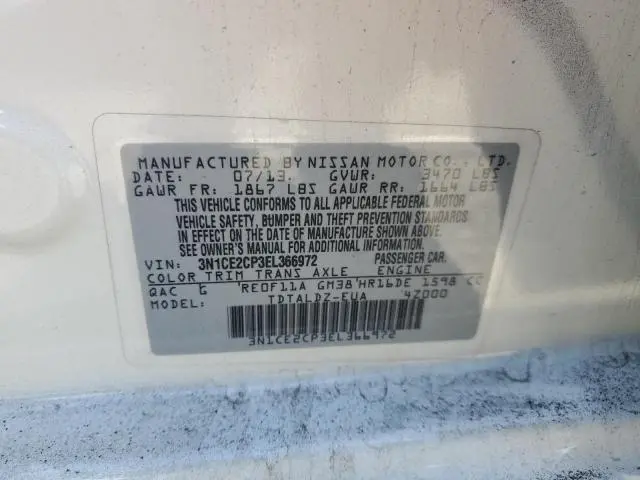 MANUFACTURED BY NISSAN MOTOR CO., LTD.
DATE: 07/13 GVWR: 3470 LBS
GAWR FR: 1867 LBS GAWR RR: 1664 LBS
THIS VEHICLE CONFORMS TO ALL APPLICABLE FEDERAL MOTOR
VEHICLE SAFETY, BUMPER AND THEFT PREVENTION STANDARDS
IN EFFECT ON THE DATE OF MANUFACTURE SHOWN ABOVE.
SEE OWNER'S MANUAL FOR ADDITIONAL INFORMATION.
VIN: 3N1CE2CP3EL366972 PASSENGER CAR.
COLOR TRIM TRANS AXLE ENGINE
QAC G RE0F11A GM38 HR16DE 1598 CC
MODEL: TDTALDZ-EUA 4Z000
3N1CE2CP3EL366972